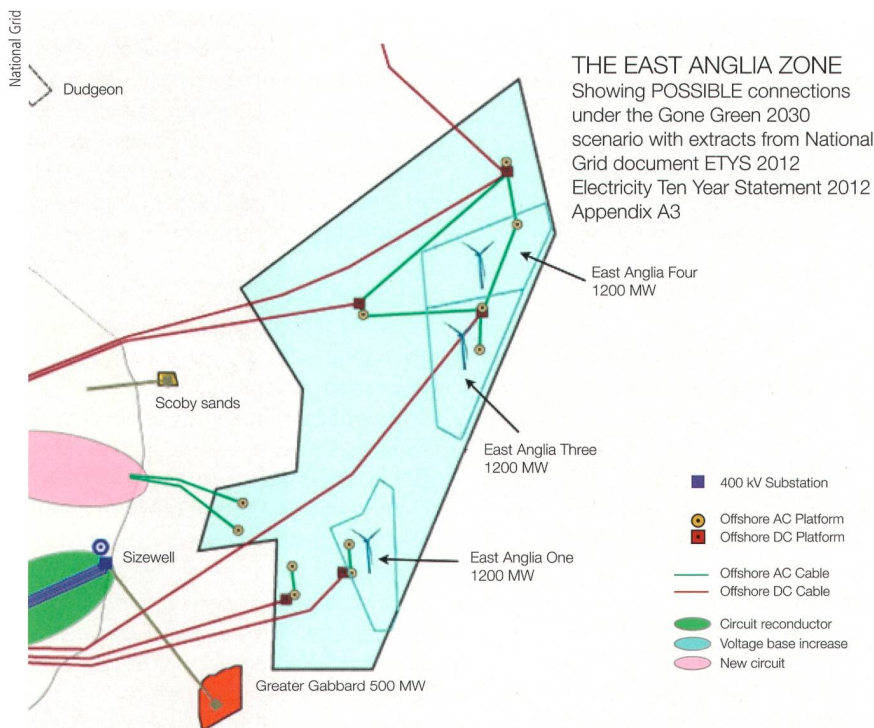 National Grid
Dudgeon
THE EAST ANGLIA ZONE
Showing POSSIBLE connections
under the Gone Green 2030
scenario with extracts from National
Grid document ETYS 2012
Electricity Ten Year Statement 2012
Appendix A3
East Anglia Four
1200 MW
Scoby sands
East Anglia Three
1200 MW
Sizewell
East Anglia One
1200 MW
Greater Gabbard 500 MW
400 kV Substation
Offshore AC Platform
Offshore DC Platform
Offshore AC Cable
Offshore DC Cable
Circuit reconductor
Voltage base increase
New circuit